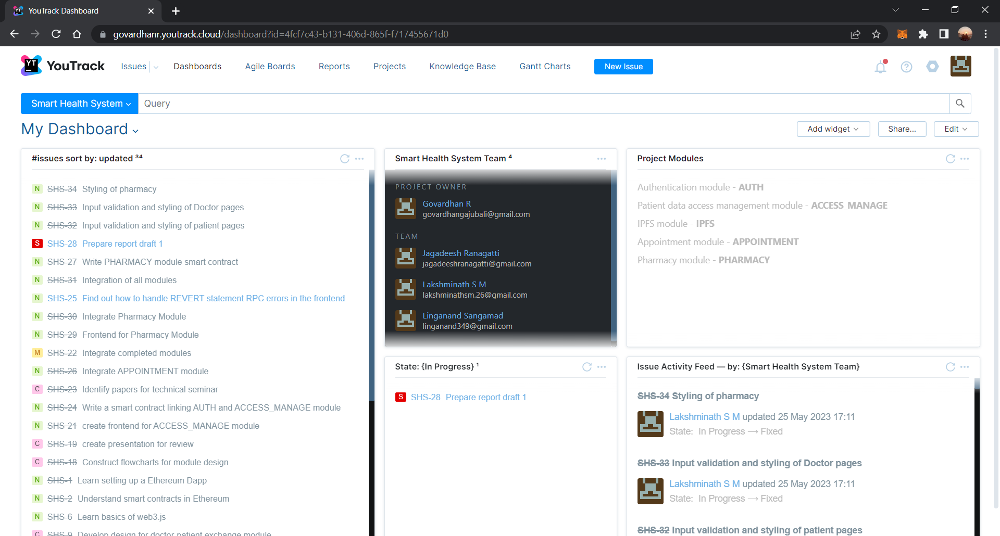 YouTrack Dashboard
govardhanr.youtrack.cloud/dashboard?id=4fcf7c43-b131-406d-865f-f717455671d0
YT YouTrack Issues Dashboards Agile Boards Reports Projects Knowledge Base Gantt Charts New Issue
Smart Health System Query
My Dashboard Add widget Share... Edit
#issues sort by: updated 34
N SHS-34 Styling of pharmacy
N SHS-33 Input validation and styling of Doctor pages
N SHS-32 Input validation and styling of patient pages
S SHS-28 Prepare report draft 1
N SHS-27 Write PHARMACY module smart contract
N SHS-31 Integration of all modules
N SHS-25 Find out how to handle REVERT statement RPC errors in the frontend
N SHS-30 Integrate Pharmacy Module
N SHS-29 Frontend for Pharmacy Module
M SHS-22 Integrate completed modules
N SHS-26 Integrate APPOINTMENT module
C SHS-23 Identify papers for technical seminar
N SHS-24 Write a smart contract linking AUTH and ACCESS_MANAGE module
N SHS-21 create frontend for ACCESS_MANAGE module
C SHS-19 create presentation for review
C SHS-18 Construct flowcharts for module design
N SHS-1 Learn setting up a Ethereum Dapp
N SHS-2 Understand smart contracts in Ethereum
N SHS-6 Learn basics of web3.js
C SHS-9 Develop design for doctor patient exchange module
Smart Health System Team 4
PROJECT OWNER
Govardhan R
govardhangajubali@gmail.com
TEAM
Jagadeesh Ranagatti
jagadeeshranagatti@gmail.com
Lakshminath S M
lakshminathsm.26@gmail.com
Linganand Sangamad
linganand349@gmail.com
Project Modules
Authentication module - AUTH
Patient data access management module - ACCESS_MANAGE
IPFS module - IPFS
Appointment module - APPOINTMENT
Pharmacy module - PHARMACY
State: {In Progress} 1
S SHS-28 Prepare report draft 1
Issue Activity Feed — by: {Smart Health System Team}
SHS-34 Styling of pharmacy
Lakshminath S M updated 25 May 2023 17:11
State: In Progress → Fixed
SHS-33 Input validation and styling of Doctor pages
Lakshminath S M updated 25 May 2023 17:11
State: In Progress → Fixed
SHS-32 Input validation and styling of patient pages